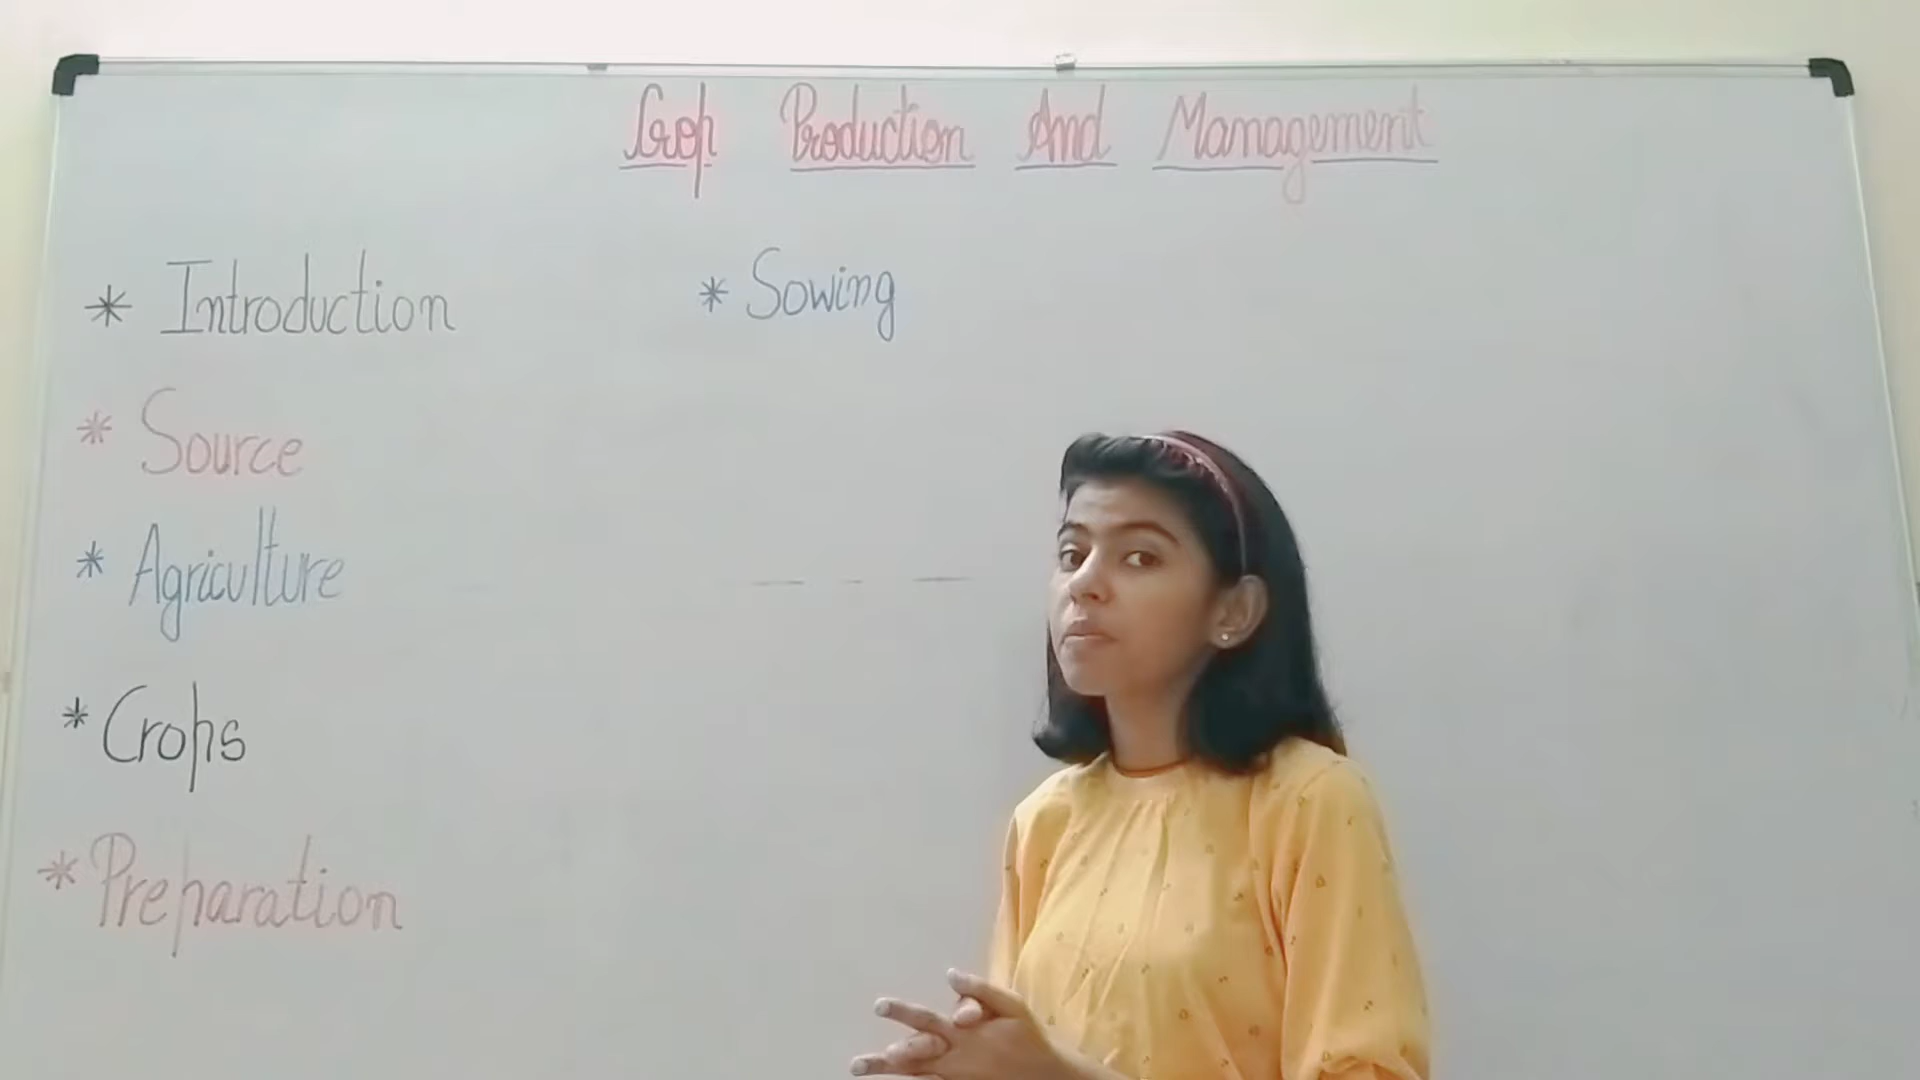 Crop Production And Management
* Introduction
* Source
* Agriculture
* Crops
* Preparation
* Sowing